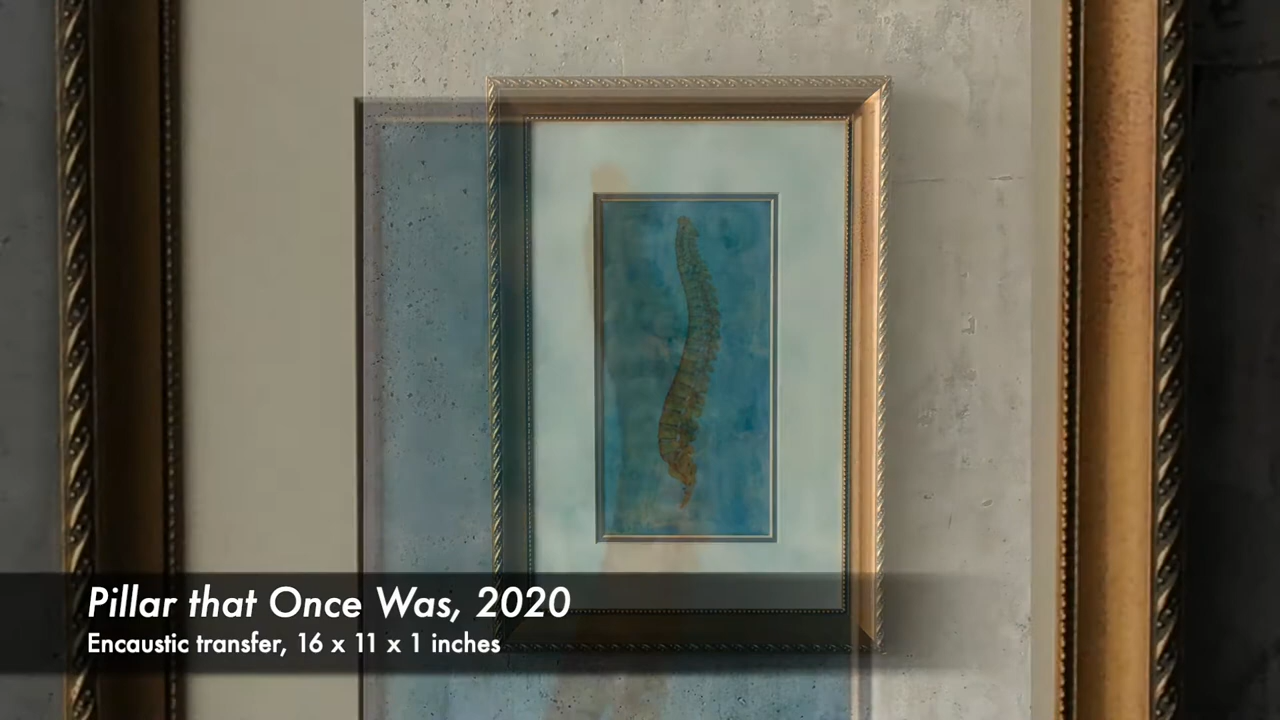 Pillar that Once Was, 2020
Encaustic transfer, 16 x 11 x 1 inches